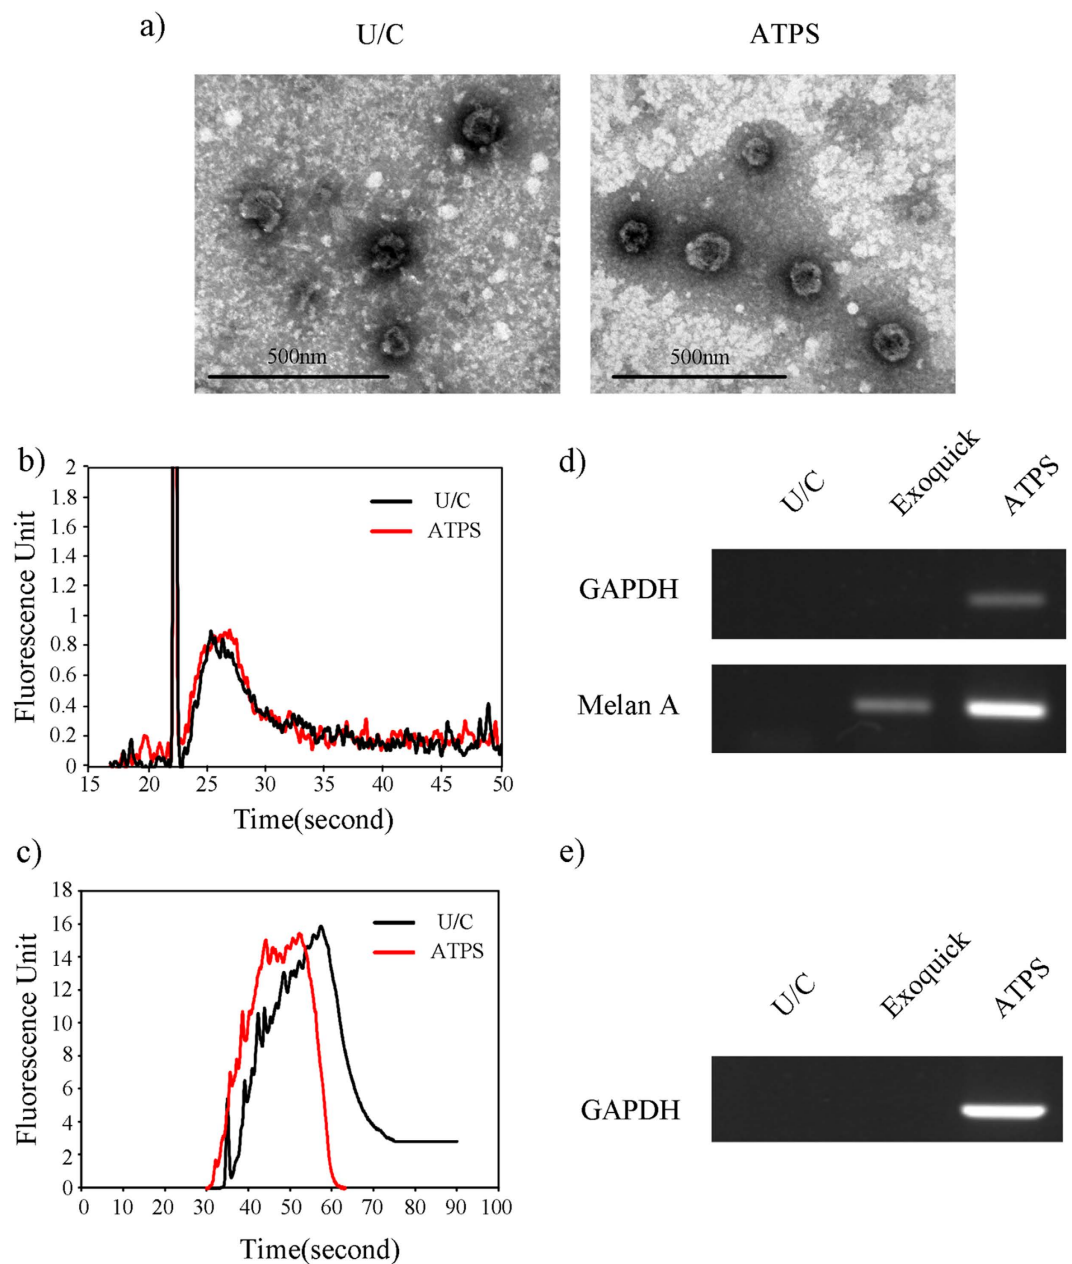 a)
U/C
ATPS
500nm
500nm
b)
2
1.8
1.6
1.4
1.2
1
0.8
0.6
0.4
0.2
0
15
20
25
30
35
40
45
50
Fluorescence Unit
Time(second)
U/C
ATPS
c)
18
16
14
12
10
8
6
4
2
0
0
10
20
30
40
50
60
70
80
90
100
Fluorescence Unit
Time(second)
U/C
ATPS
d)
U/C
Exoquick
ATPS
GAPDH
Melan A
e)
U/C
Exoquick
ATPS
GAPDH